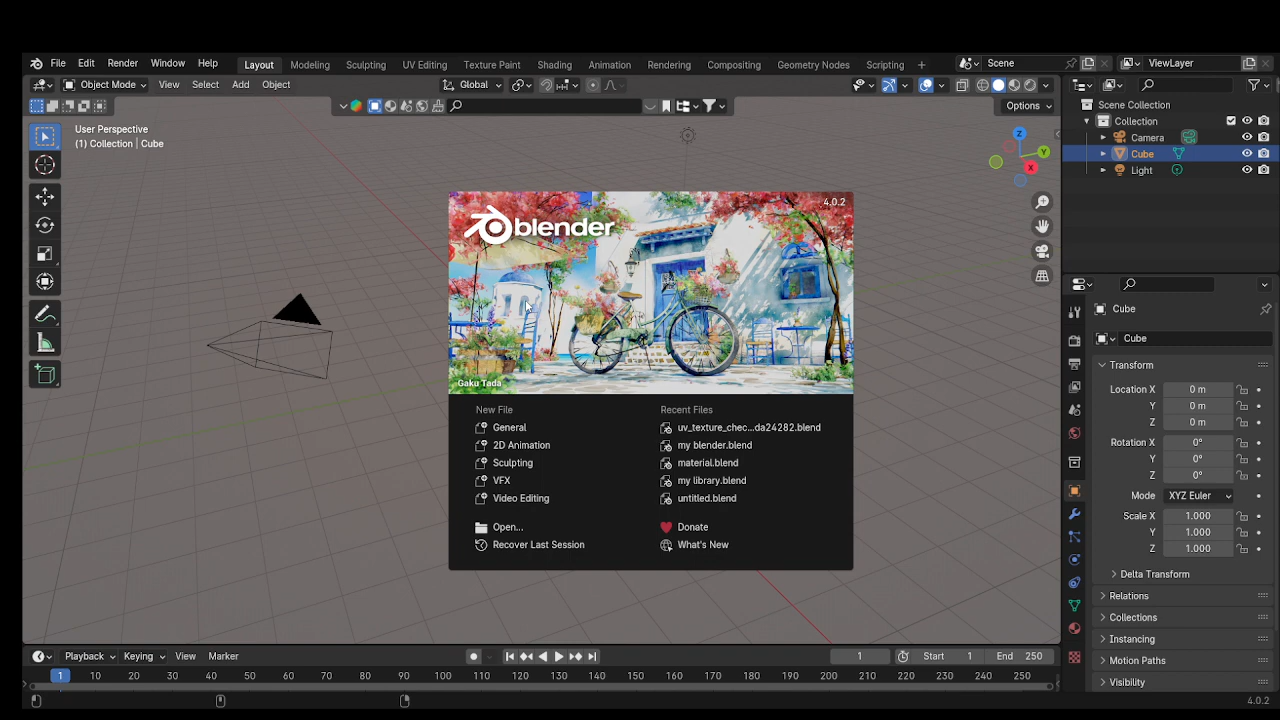 File Edit Render Window Help Layout Modeling Sculpting UV Editing Texture Paint Shading Animation Rendering Compositing Geometry Nodes Scripting + Scene ViewLayer
Object Mode View Select Add Object Global
Options
User Perspective
(1) Collection | Cube
Z
Y
X
Scene Collection
Collection
Camera
Cube
Light
blender
4.0.2
Gaku Tada
New File
General
2D Animation
Sculpting
VFX
Video Editing
Open...
Recover Last Session
Recent Files
uv_texture_chec...da24282.blend
my blender.blend
material.blend
my library.blend
untitled.blend
Donate
What's New
Cube
Cube
Transform
Location X 0 m
Y 0 m
Z 0 m
Rotation X 0°
Y 0°
Z 0°
Mode XYZ Euler
Scale X 1.000
Y 1.000
Z 1.000
Delta Transform
Relations
Collections
Instancing
Motion Paths
Visibility
Playback Keying View Marker 1 Start 1 End 250
1 10 20 30 40 50 60 70 80 90 100 110 120 130 140 150 160 170 180 190 200 210 220 230 240 250
4.0.2